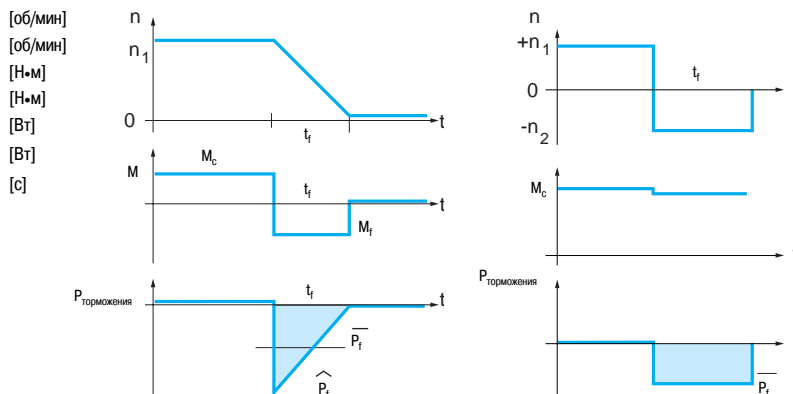 [об/мин]
[об/мин]
[Н•м]
[Н•м]
[Вт]
[Вт]
[с]
n
n1
0
tf
t
M
Mc
tf
t
Mf
Pторможения
tf
t
Pf
Pf
n
+n1
tf
0
-n2
Mc
Pторможения
Pf